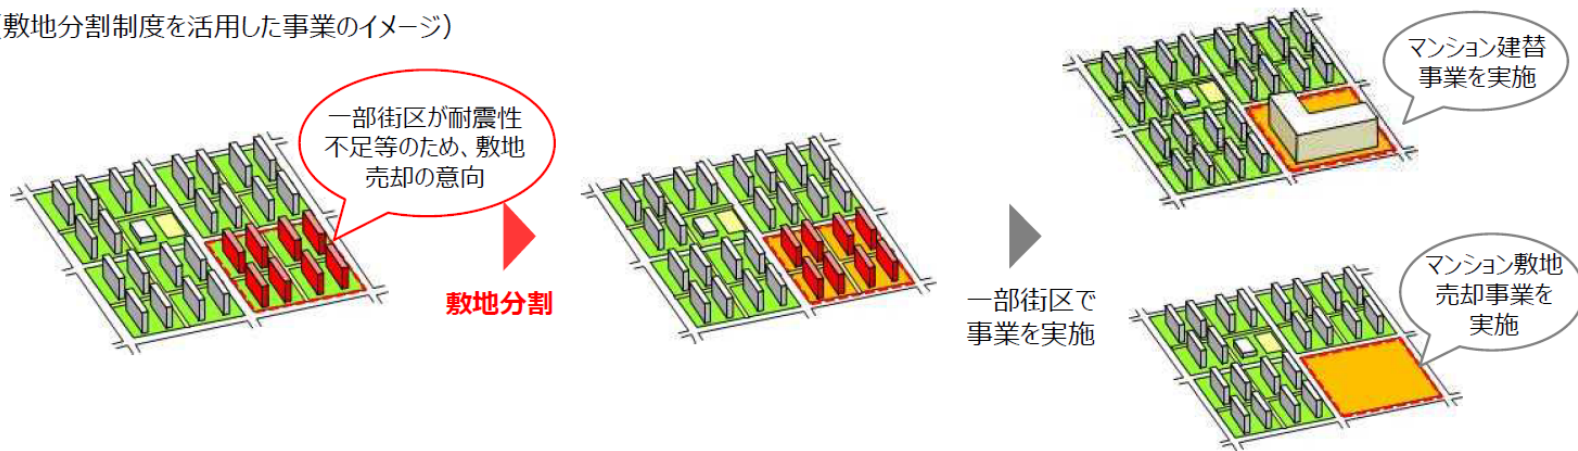 (敷地分割制度を活用した事業のイメージ)
一部街区が耐震性
不足等のため、敷地
売却の意向
敷地分割
一部街区で
事業を実施
マンション建替
事業を実施
マンション敷地
売却事業を
実施